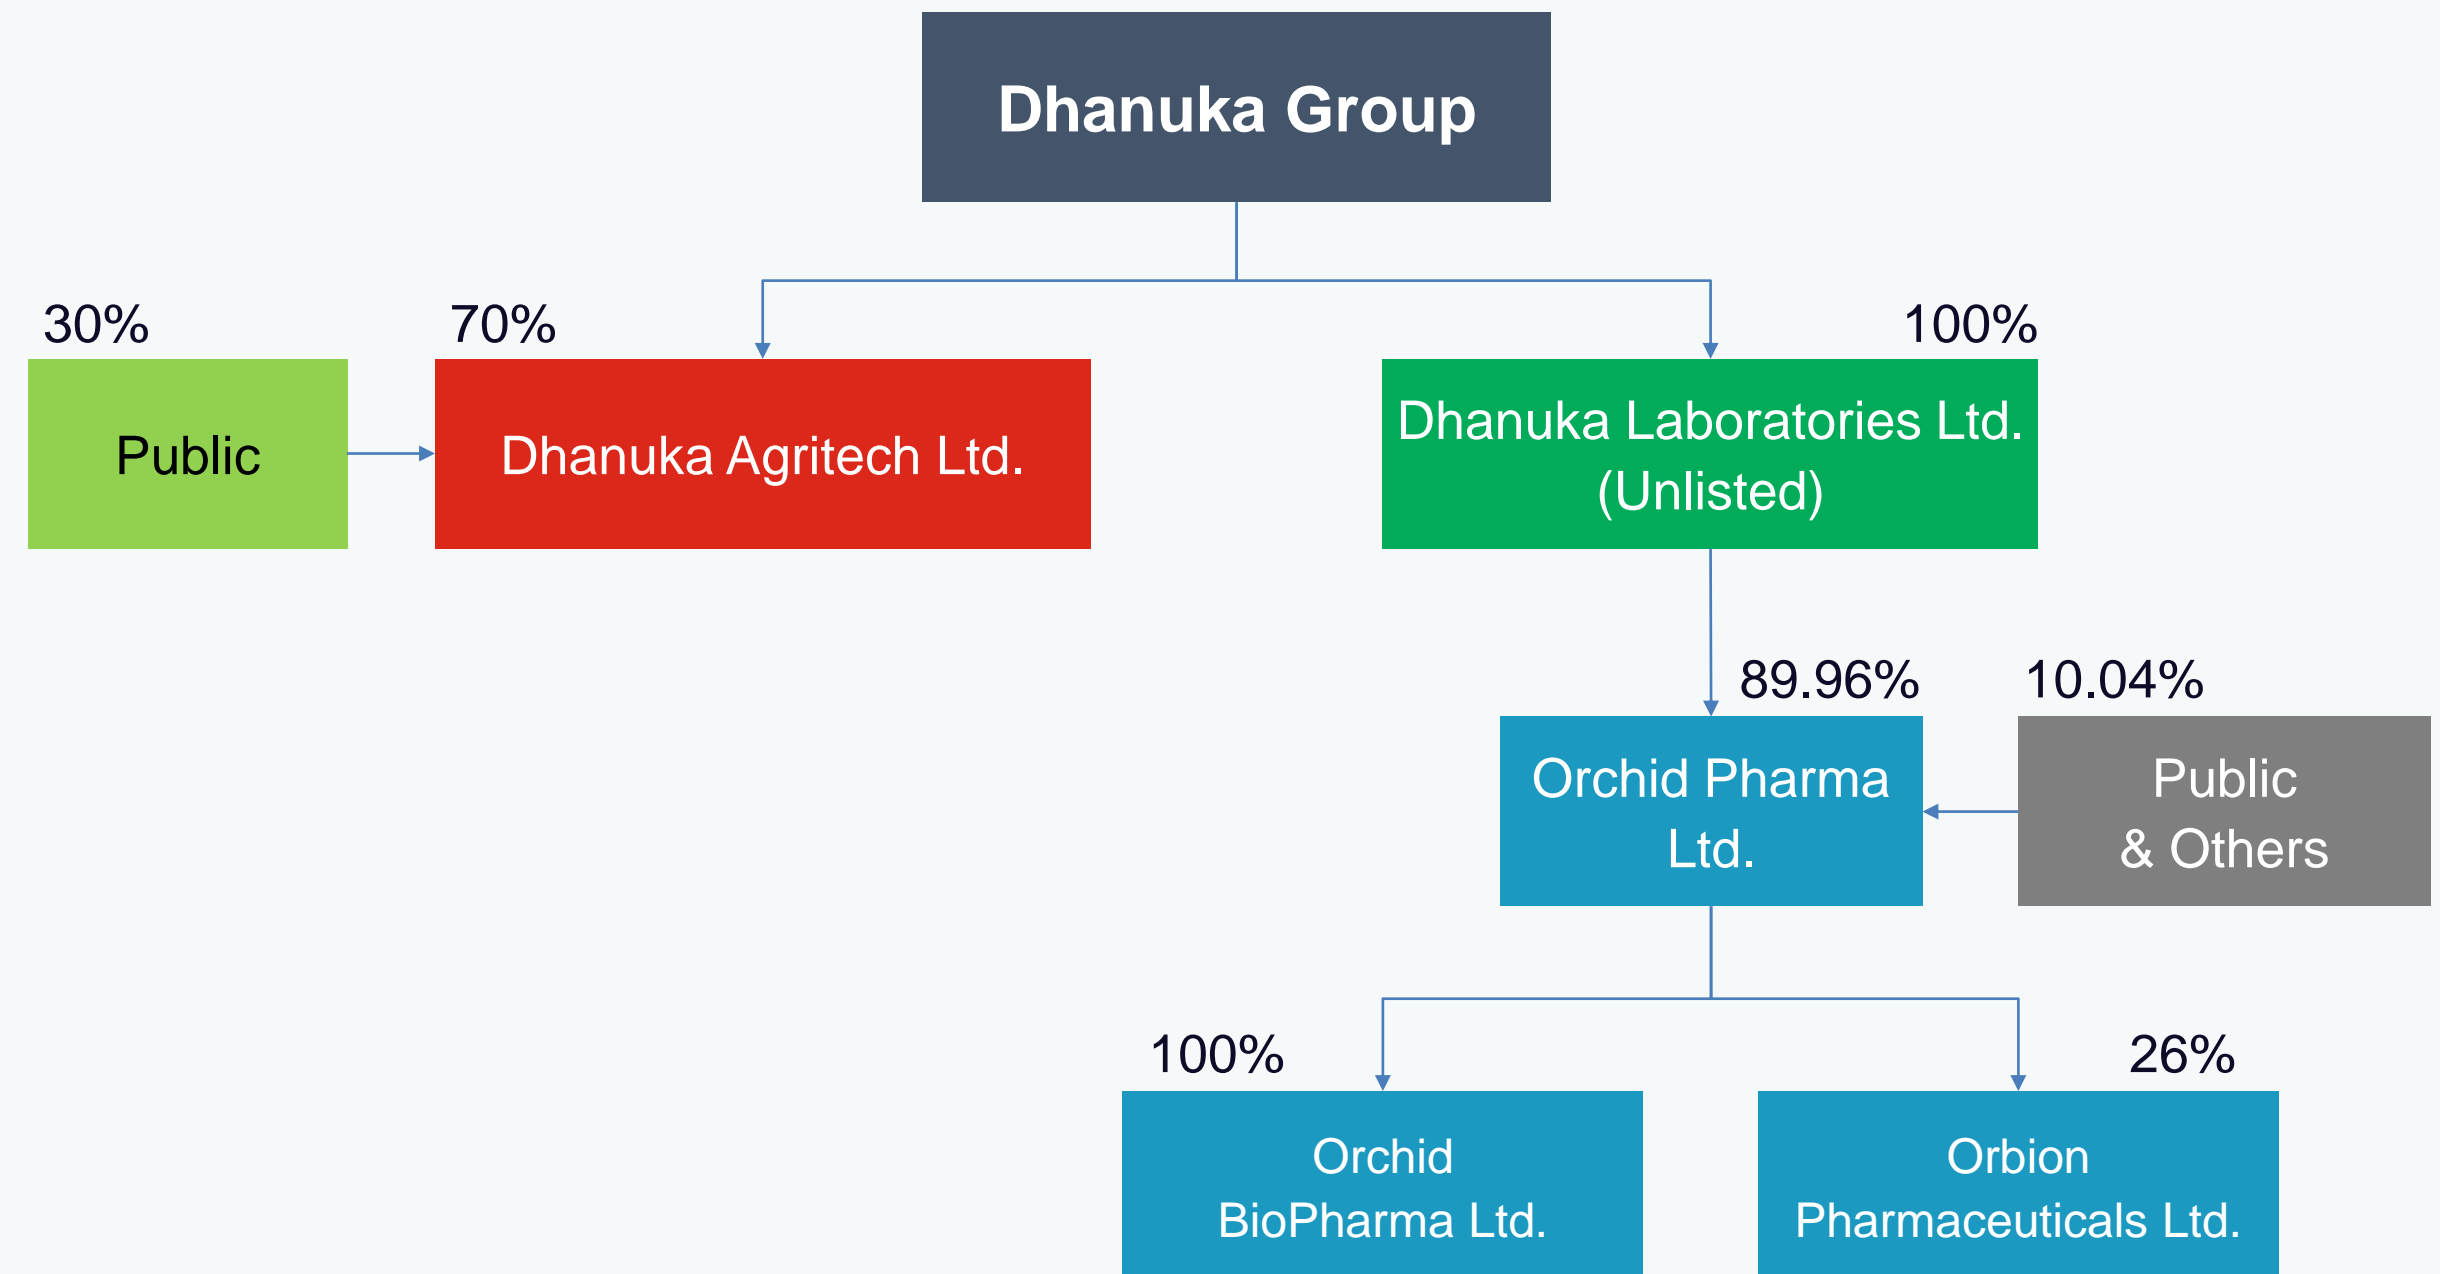 Dhanuka Group
30%
70%
100%
Public
Dhanuka Agritech Ltd.
Dhanuka Laboratories Ltd.
(Unlisted)
89.96%
10.04%
Orchid Pharma
Ltd.
Public
& Others
100%
26%
Orchid
BioPharma Ltd.
Orbion
Pharmaceuticals Ltd.